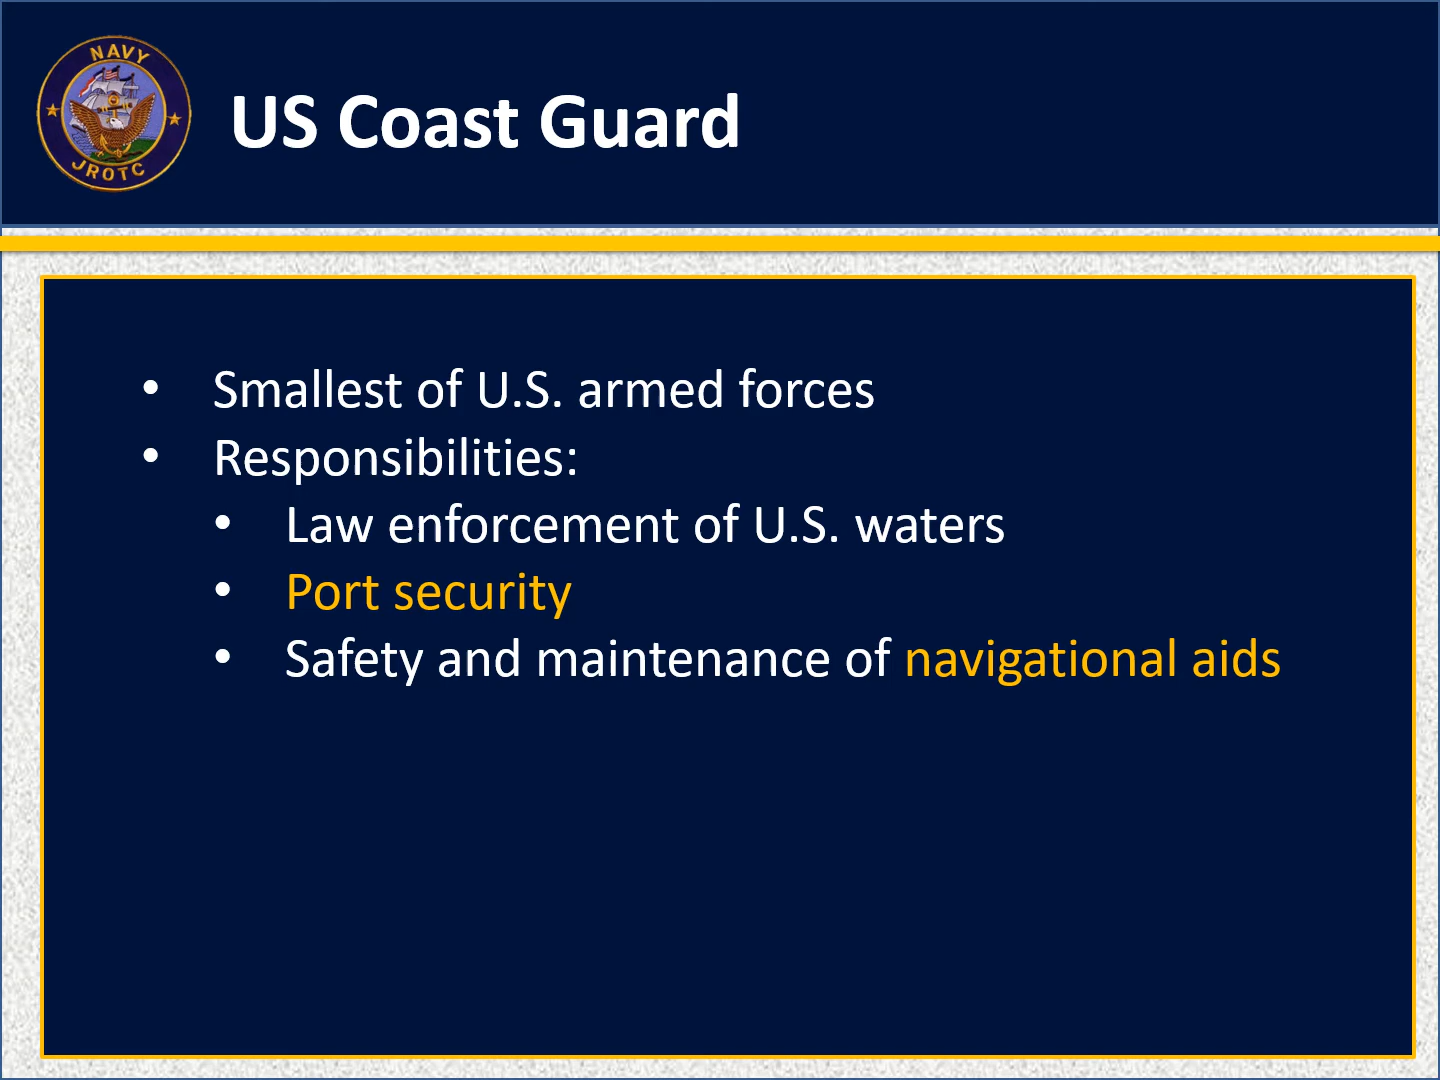 NAVY
JROTC
US Coast Guard
• Smallest of U.S. armed forces
• Responsibilities:
• Law enforcement of U.S. waters
• Port security
• Safety and maintenance of navigational aids